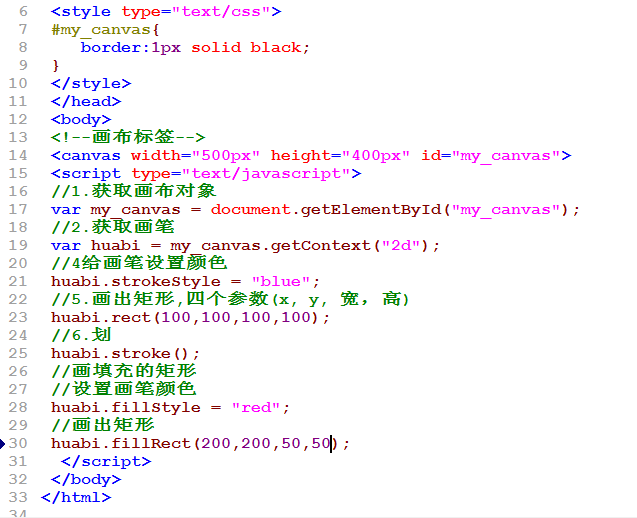 6 <style type="text/css">
7 #my_canvas{
8 border:1px solid black;
9 }
10 </style>
11 </head>
12 <body>
13 <!--画布标签-->
14 <canvas width="500px" height="400px" id="my_canvas">
15 <script type="text/javascript">
16 //1.获取画布对象
17 var my_canvas = document.getElementById("my_canvas");
18 //2.获取画笔
19 var huabi = my_canvas.getContext("2d");
20 //4给画笔设置颜色
21 huabi.strokeStyle = "blue";
22 //5.画出矩形,四个参数(x, y, 宽, 高)
23 huabi.rect(100,100,100,100);
24 //6.划
25 huabi.stroke();
26 //画填充的矩形
27 //设置画笔颜色
28 huabi.fillStyle = "red";
29 //画出矩形
30 huabi.fillRect(200,200,50,50);
31 </script>
32 </body>
33 </html>
34